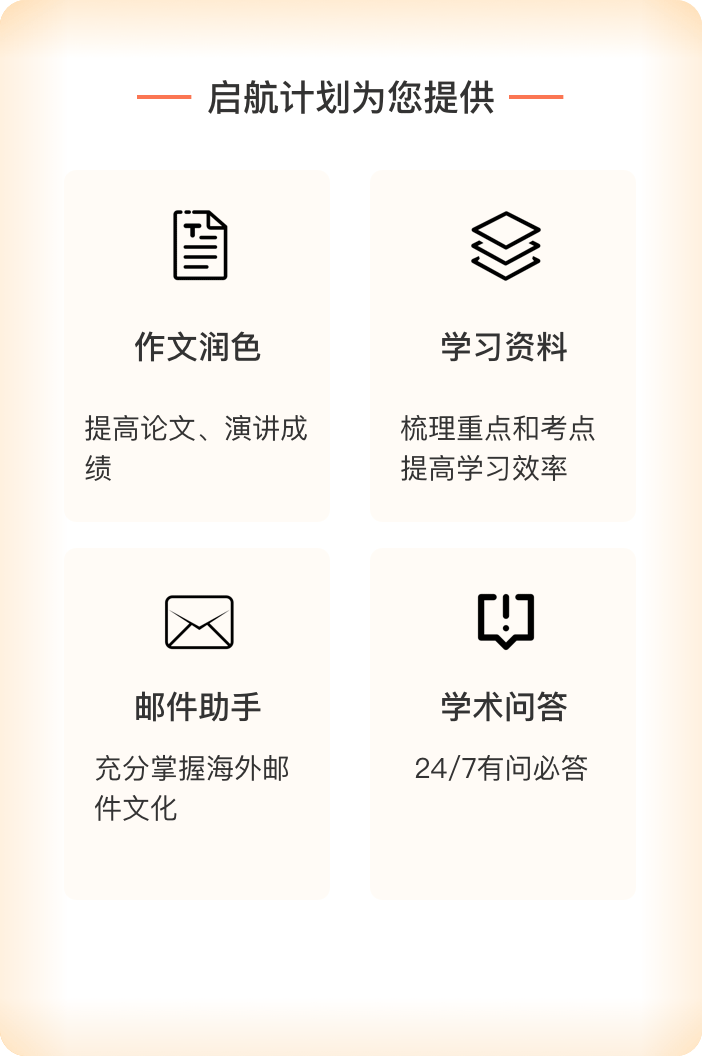 启航计划为您提供
作文润色
提高论文、演讲成
绩
学习资料
梳理重点和考点
提高学习效率
邮件助手
充分掌握海外邮
件文化
学术问答
24/7有问必答